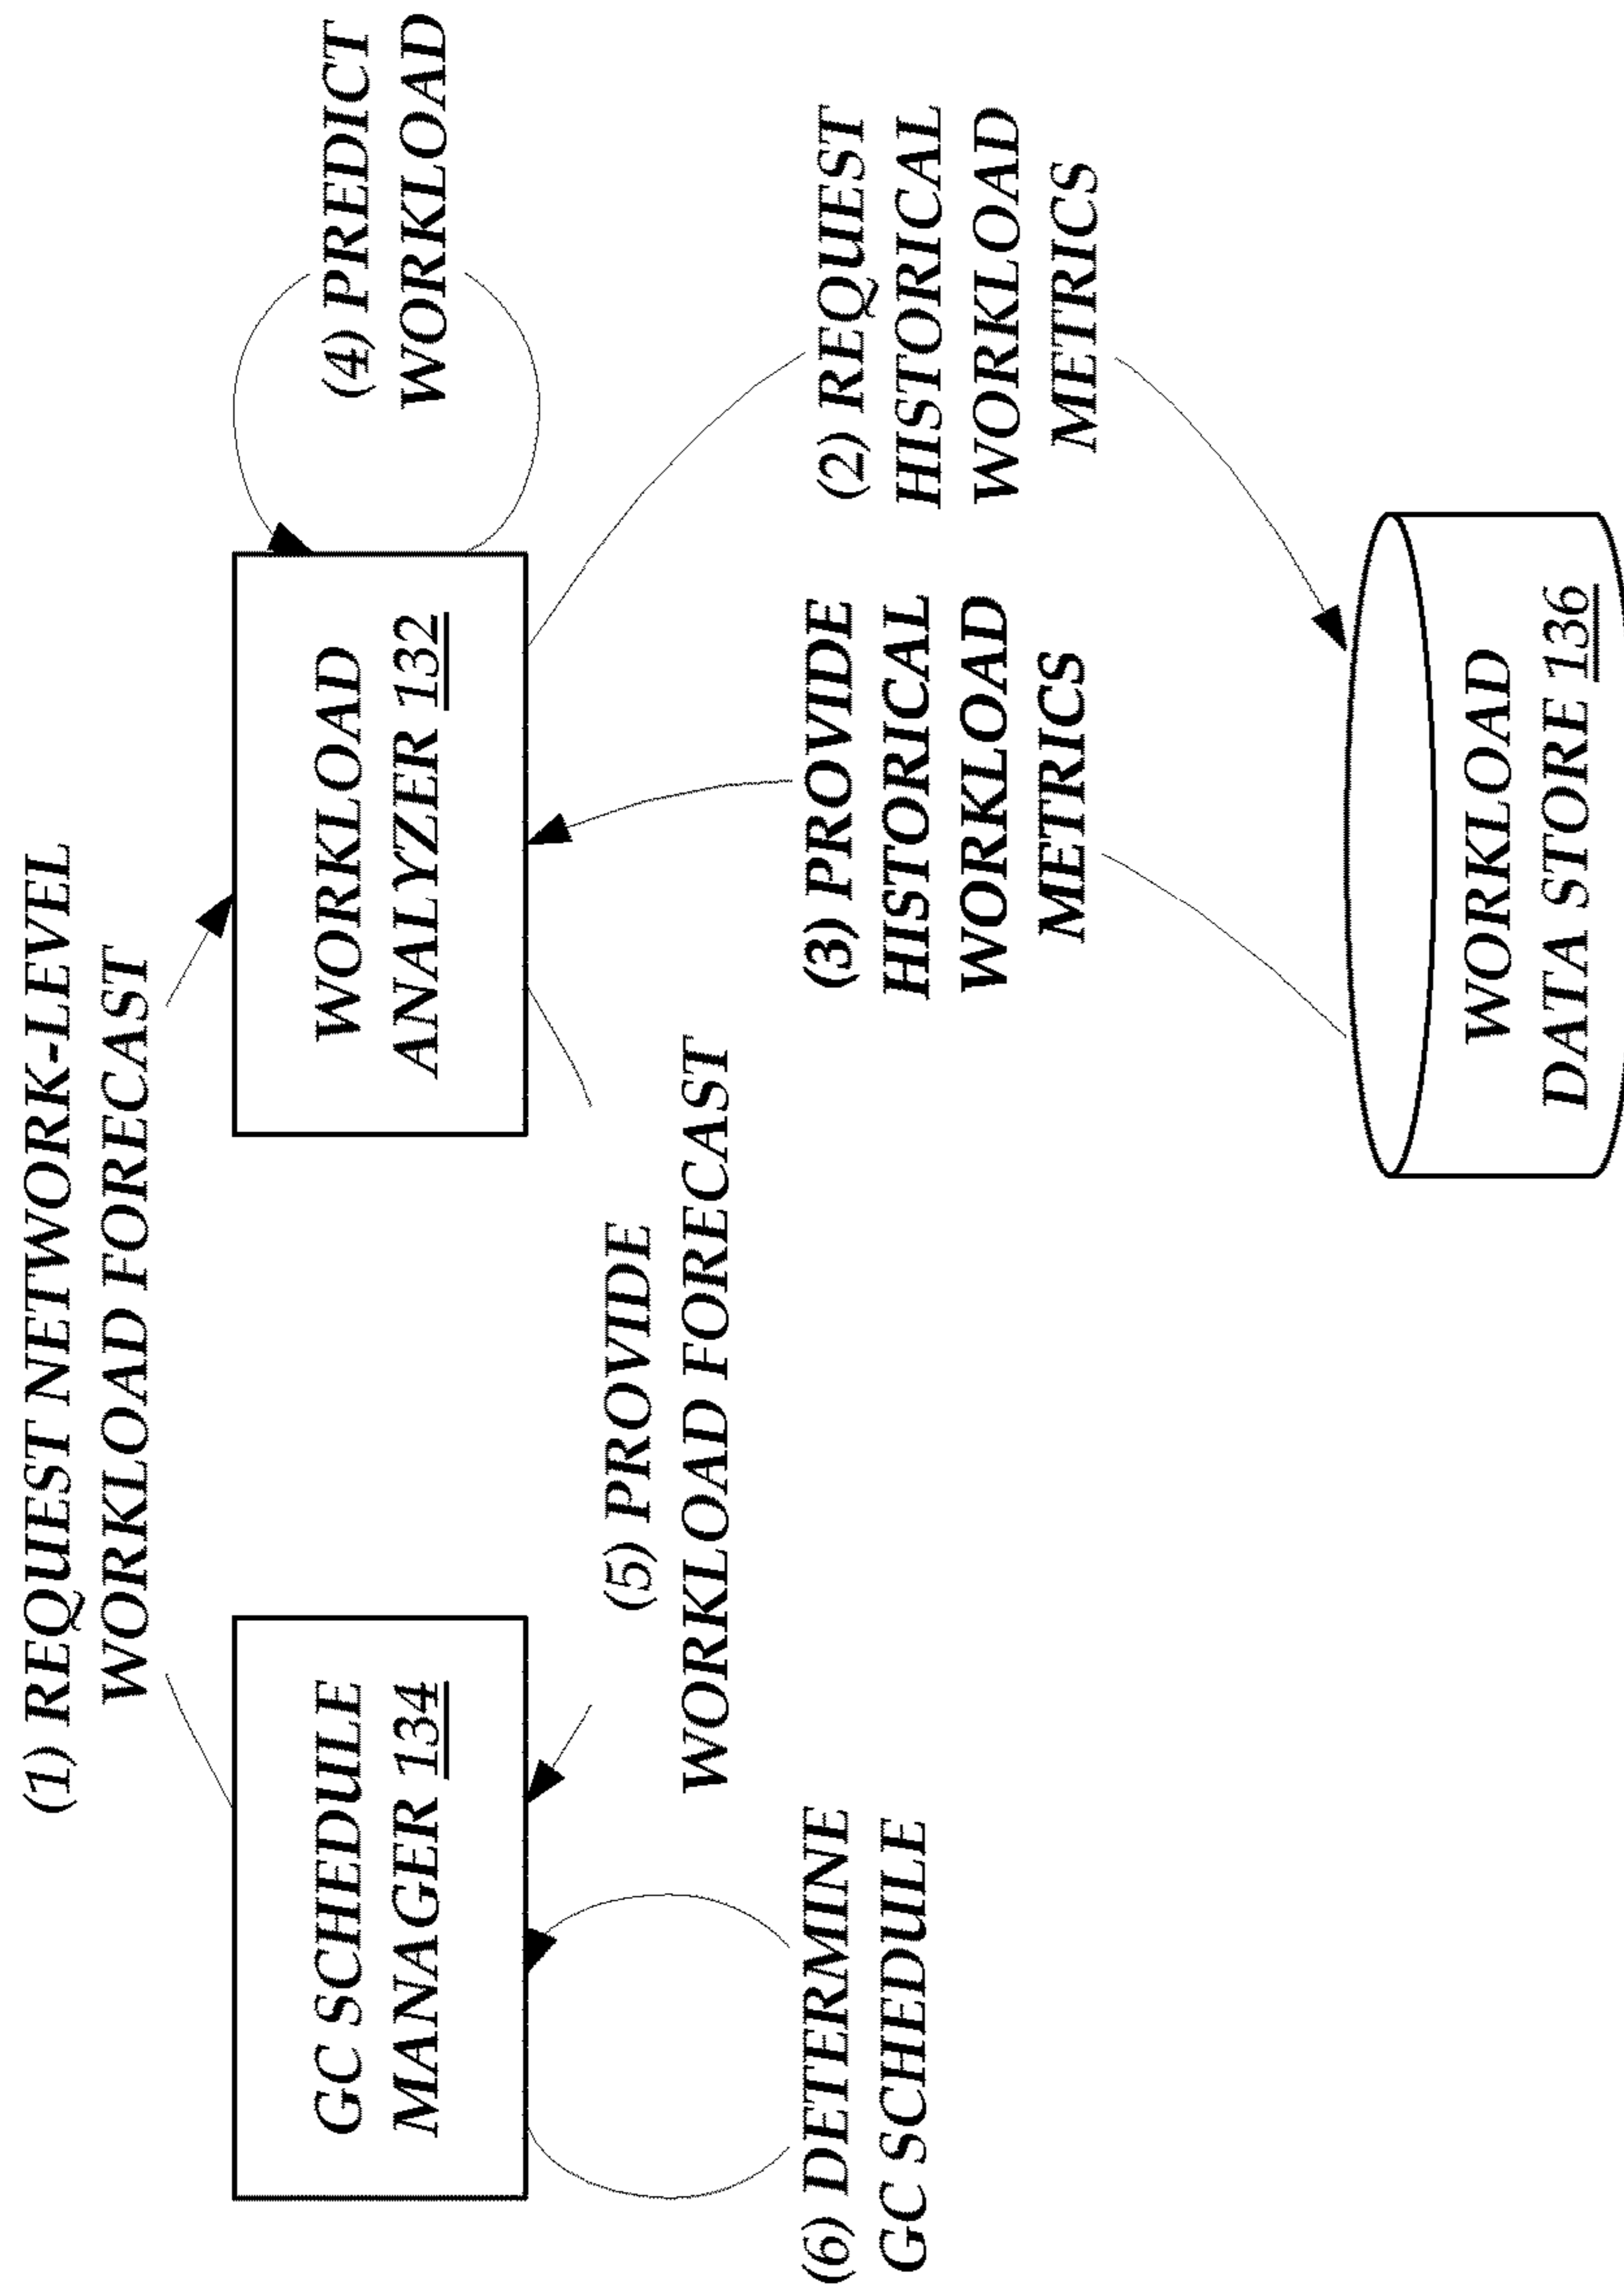 (1) REQUEST NETWORK-LEVEL
WORKLOAD FORECAST
GC SCHEDULE
MANAGER 134
WORKLOAD
ANALYZER 132
(4) PREDICT
WORKLOAD
(5) PROVIDE
WORKLOAD FORECAST
(6) DETERMINE
GC SCHEDULE
(3) PROVIDE
HISTORICAL
WORKLOAD
METRICS
(2) REQUEST
HISTORICAL
WORKLOAD
METRICS
WORKLOAD
DATA STORE 136